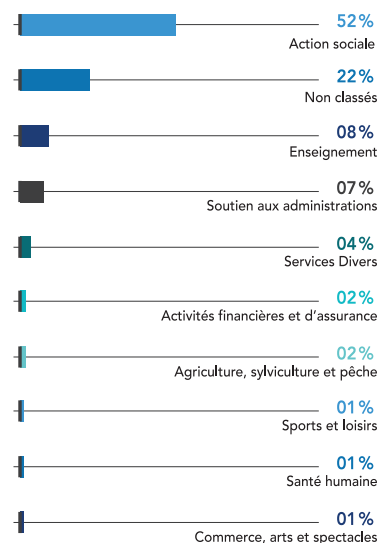 52%
Action sociale
22%
Non classés
08%
Enseignement
07%
Soutien aux administrations
04%
Services Divers
02%
Activités financières et d'assurance
02%
Agriculture, sylviculture et pêche
01%
Sports et loisirs
01%
Santé humaine
01%
Commerce, arts et spectacles